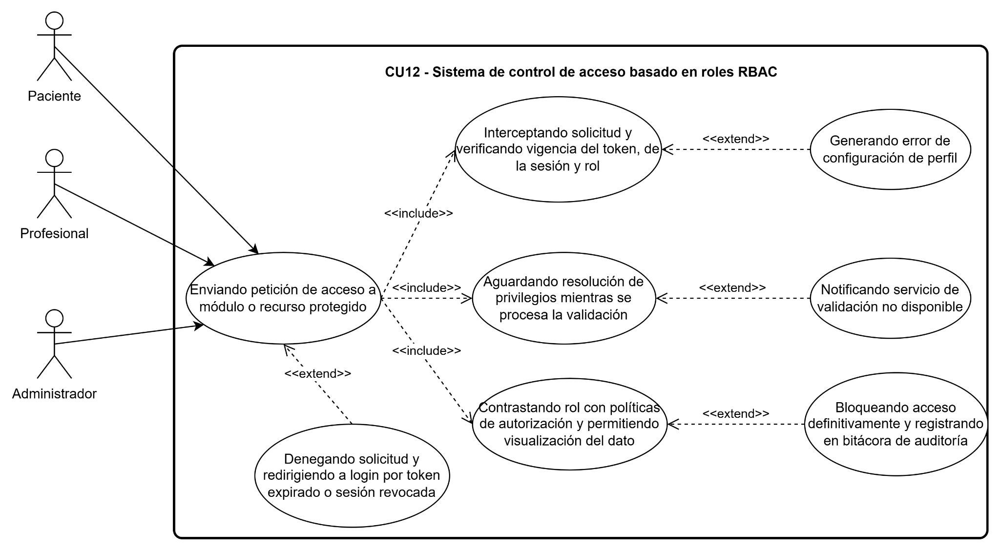 Paciente
Profesional
Administrador
CU12 - Sistema de control de acceso basado en roles RBAC
Interceptando solicitud y
verificando vigencia del token, de
la sesión y rol
<<extend>>
Generando error de
configuración de perfil
<<include>>
Enviando petición de acceso a
módulo o recurso protegido
<<include>>
Aguardando resolución de
privilegios mientras se
procesa la validación
<<extend>>
Notificando servicio de
validación no disponible
<<include>>
<<extend>>
Contrastando rol con políticas
de autorización y permitiendo
visualización del dato
<<extend>>
Bloqueando acceso
definitivamente y registrando
en bitácora de auditoría
Denegando solicitud y
redirigiendo a login por token
expirado o sesión revocada